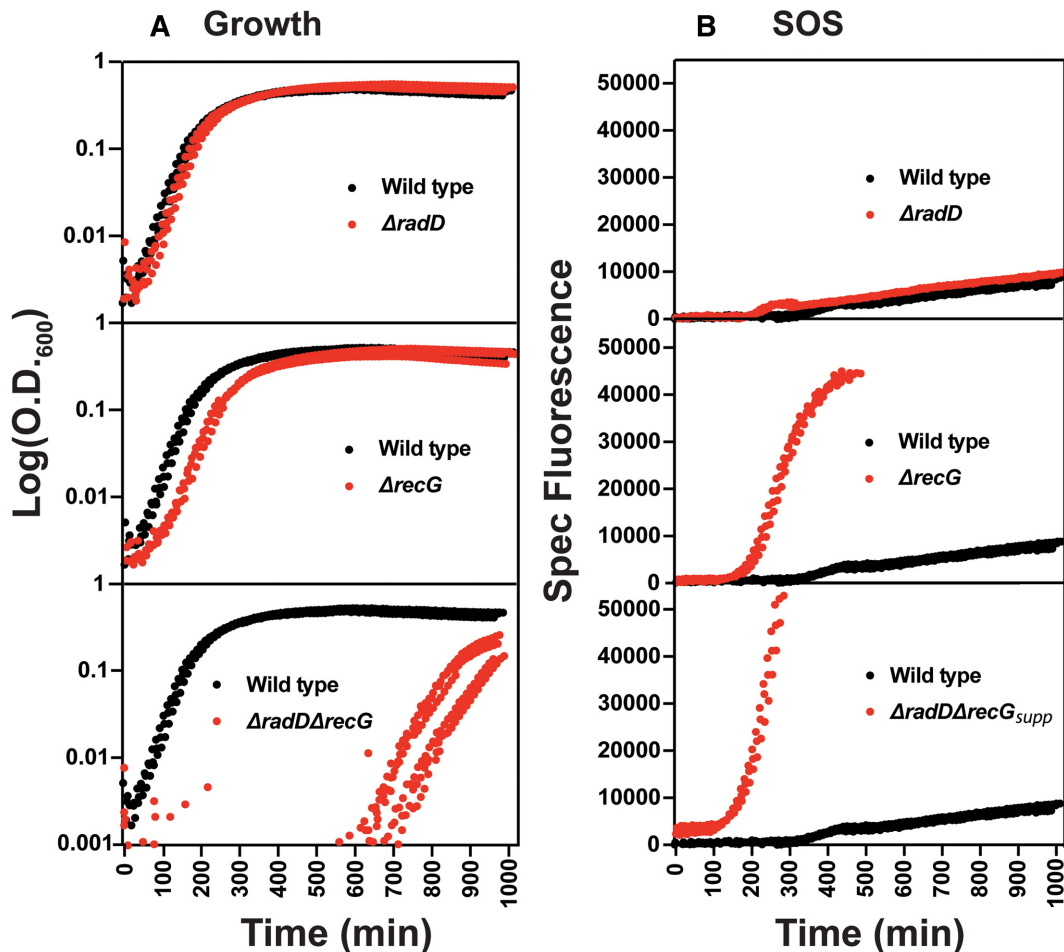 A Growth
B SOS
Log(O.D.600)
1
0.1
0.01
1
0.1
0.01
1
0.1
0.01
0.001
Wild type
ΔradD
Wild type
ΔrecG
Wild type
ΔradDΔrecG
0 100 200 300 400 500 600 700 800 900 1000
Time (min)
Spec Fluorescence
50000
40000
30000
20000
10000
0
50000
40000
30000
20000
10000
0
50000
40000
30000
20000
10000
0
Wild type
ΔradD
Wild type
ΔrecG
Wild type
ΔradDΔrecGsupp
0 100 200 300 400 500 600 700 800 900 1000
Time (min)